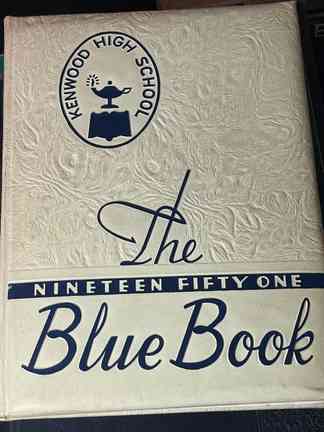 KENWOOD HIGH SCHOOL
The
NINETEEN FIFTY ONE
Blue Book